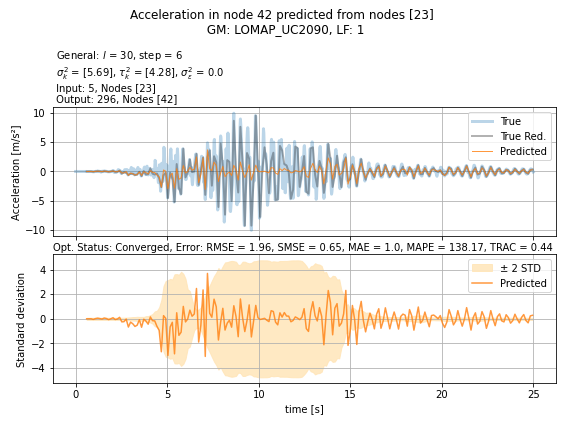 Acceleration in node 42 predicted from nodes [23]
GM: LOMAP_UC2090, LF: 1
General: l = 30, step = 6
σ²ₖ = [5.69], τ²ₖ = [4.28], σ²ε = 0.0
Input: 5, Nodes [23]
Output: 296, Nodes [42]
Acceleration [m/s²]
10
5
0
−5
−10
True
True Red.
Predicted
Opt. Status: Converged, Error: RMSE = 1.96, SMSE = 0.65, MAE = 1.0, MAPE = 138.17, TRAC = 0.44
Standard deviation
4
2
0
−2
−4
± 2 STD
Predicted
0 5 10 15 20 25
time [s]